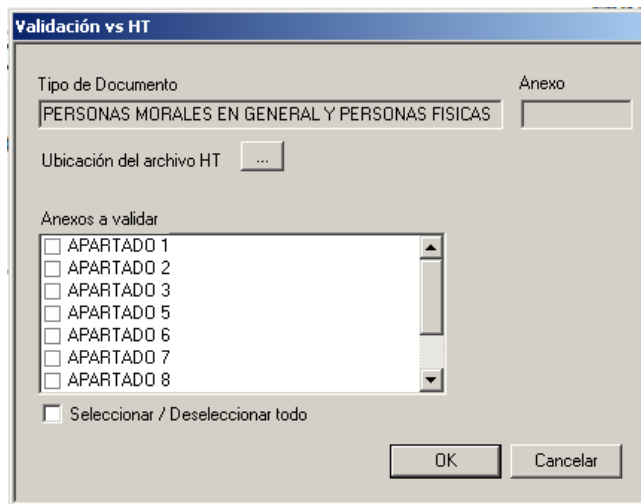 Validación vs HT
Tipo de Documento
Anexo
PERSONAS MORALES EN GENERAL Y PERSONAS FISICAS
Ubicación del archivo HT
...
Anexos a validar
APARTADO 1
APARTADO 2
APARTADO 3
APARTADO 5
APARTADO 6
APARTADO 7
APARTADO 8
Seleccionar / Deseleccionar todo
OK
Cancelar